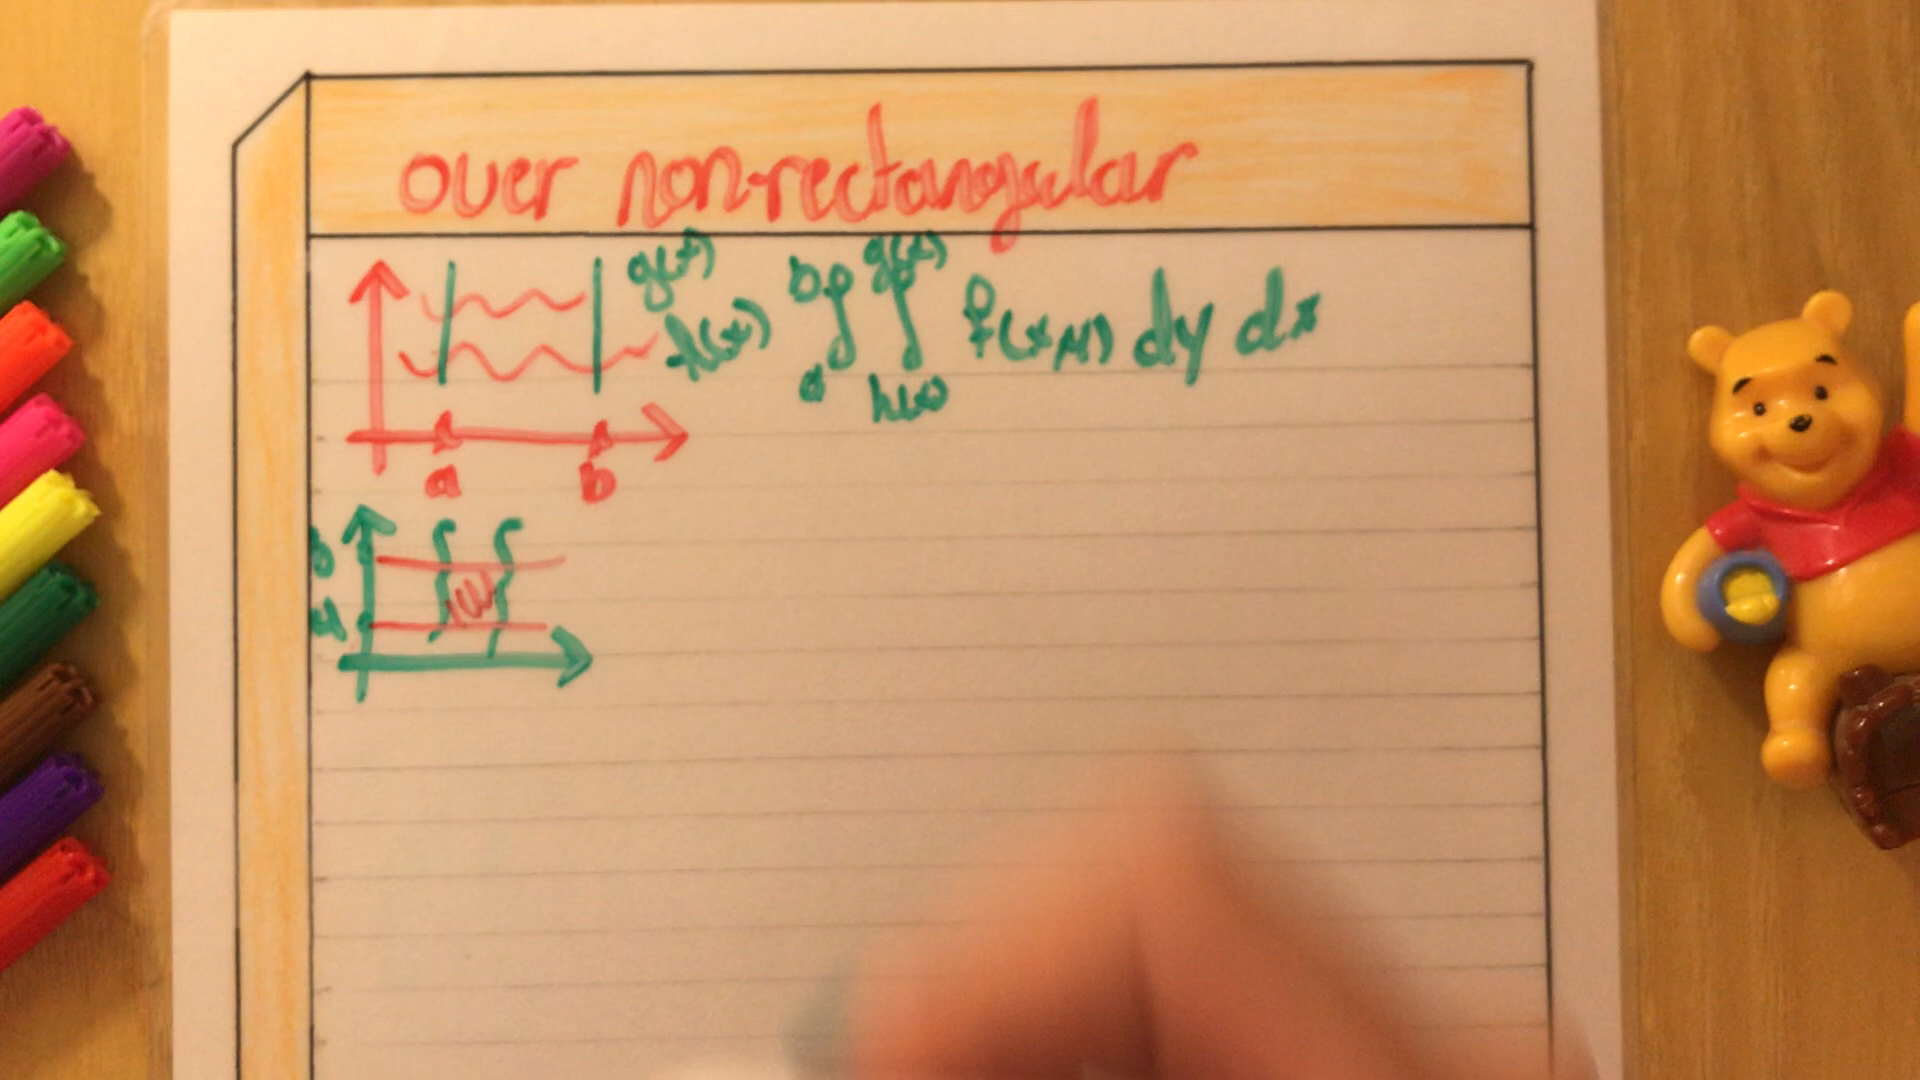 over non-rectangular
g(x)
h(x)
b g(x)
∫ ∫ f(x,y) dy dx
a h(x)
a b